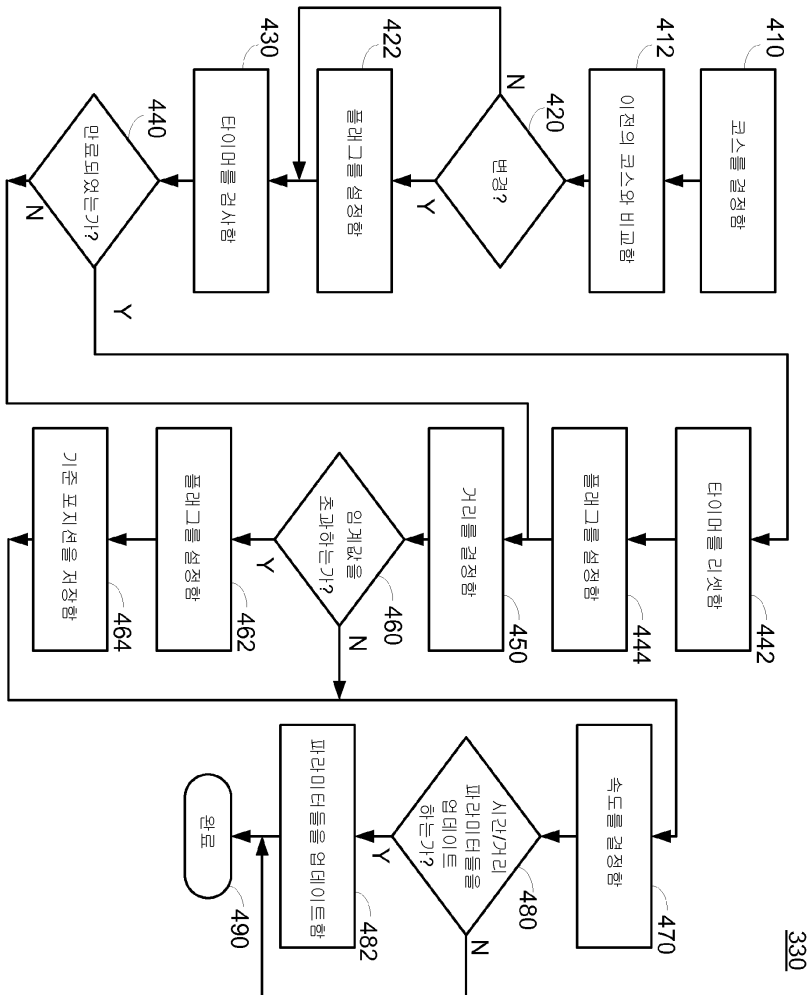 330
410
코스를 결정함
412
이전의 코스와 비교함
420
변경?
N
Y
422
플래그를 설정함
430
타이머를 검사함
440
만료되었는가?
N
Y
442
타이머를 리셋함
444
플래그를 설정함
450
거리를 결정함
460
임계값을
초과하는가?
N
Y
462
플래그를 설정함
464
기준 포지션을 저장함
470
속도를 결정함
480
시간/거리
파라미터들을
업데이트
하는가?
N
Y
482
파라미터들을 업데이트함
490
완료